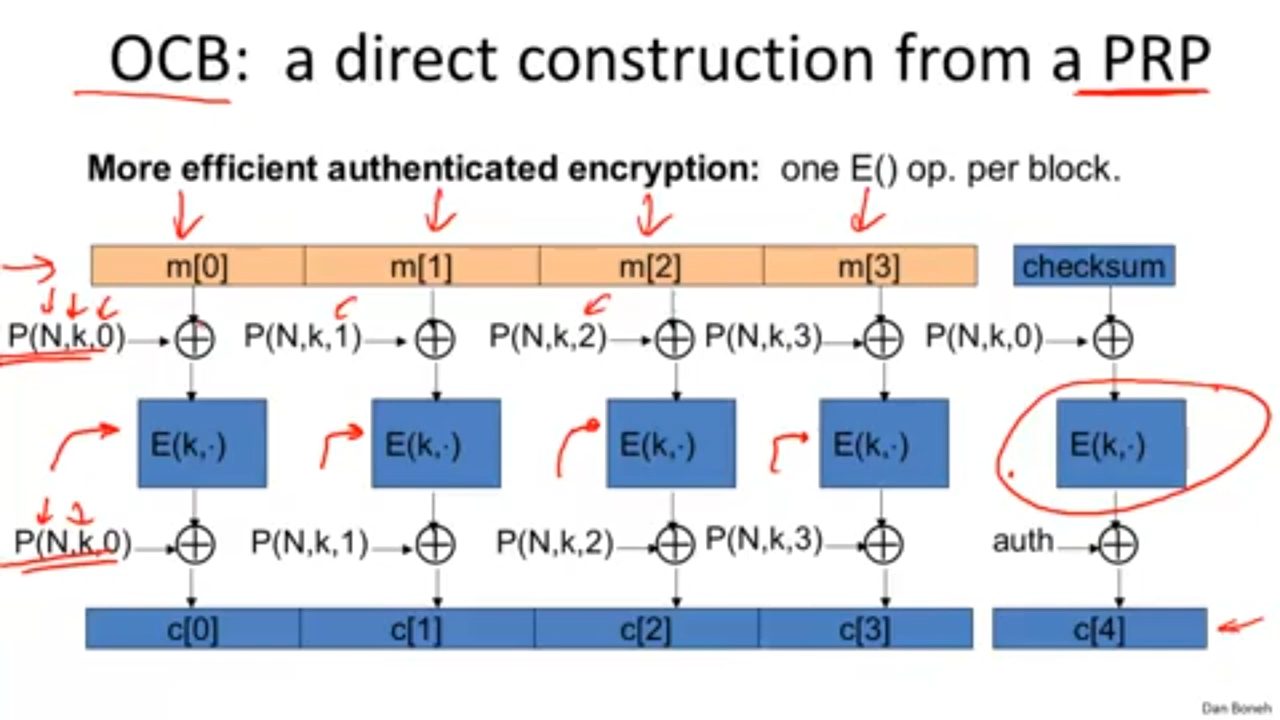 OCB: a direct construction from a PRP
More efficient authenticated encryption: one E() op. per block.
m[0] m[1] m[2] m[3] checksum
P(N,k,0) P(N,k,1) P(N,k,2) P(N,k,3) P(N,k,0)
E(k,·) E(k,·) E(k,·) E(k,·) E(k,·)
P(N,k,0) P(N,k,1) P(N,k,2) P(N,k,3) auth
c[0] c[1] c[2] c[3] c[4]
Dan Boneh